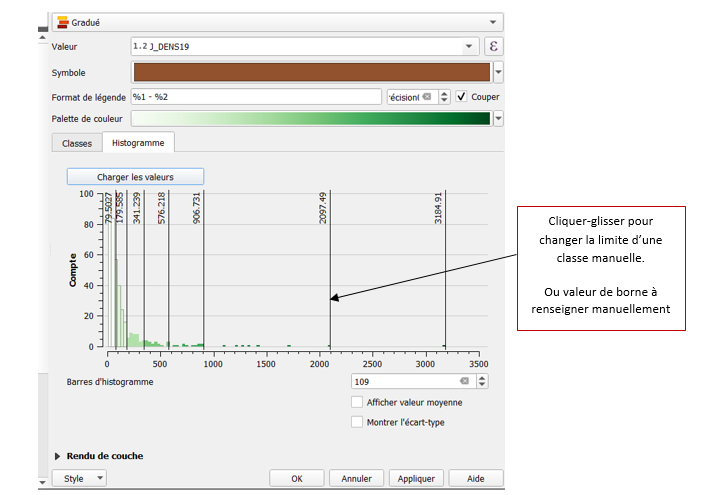 Gradué
Valeur
1.2 J_DENS19
ε
Symbole
Format de légende
%1 - %2
'écision(
Couper
Palette de couleur
Classes
Histogramme
Charger les valeurs
79.5027
179.585
341.239
576.218
906.731
2097.49
3184.91
Compte
100
80
60
40
20
0
0
500
1000
1500
2000
2500
3000
3500
Cliquer-glisser pour
changer la limite d’une
classe manuelle.
Ou valeur de borne à
renseigner manuellement
Barres d'histogramme
109
Afficher valeur moyenne
Montrer l'écart-type
Rendu de couche
Style
OK
Annuler
Appliquer
Aide